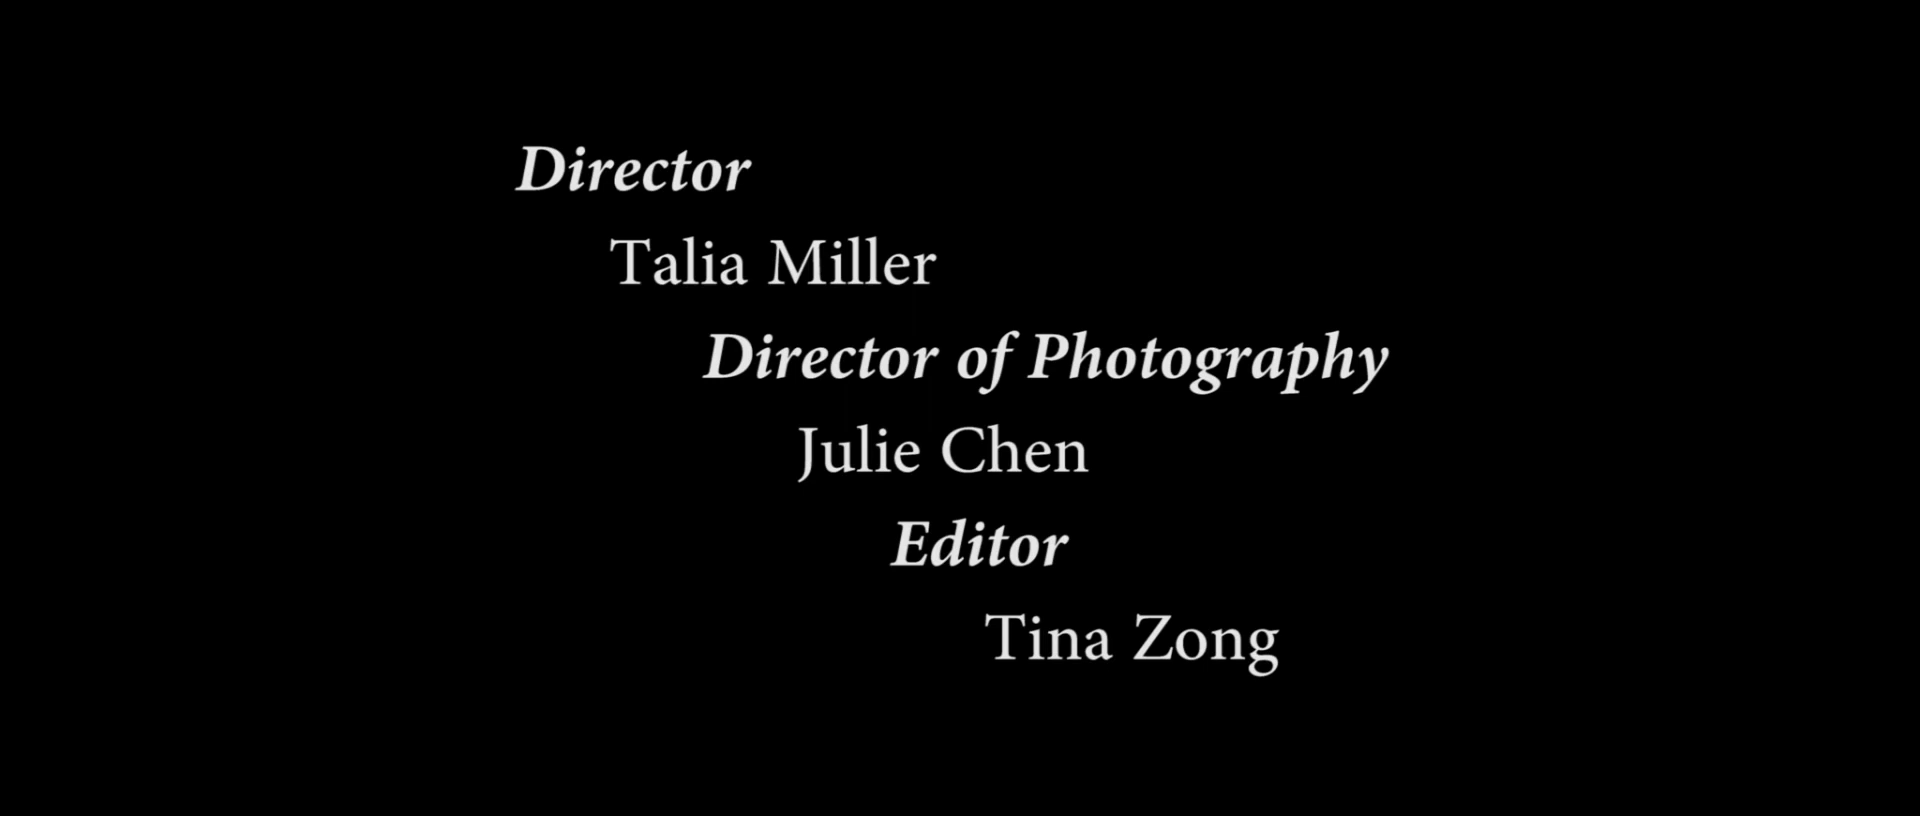 Director
Talia Miller
Director of Photography
Julie Chen
Editor
Tina Zong